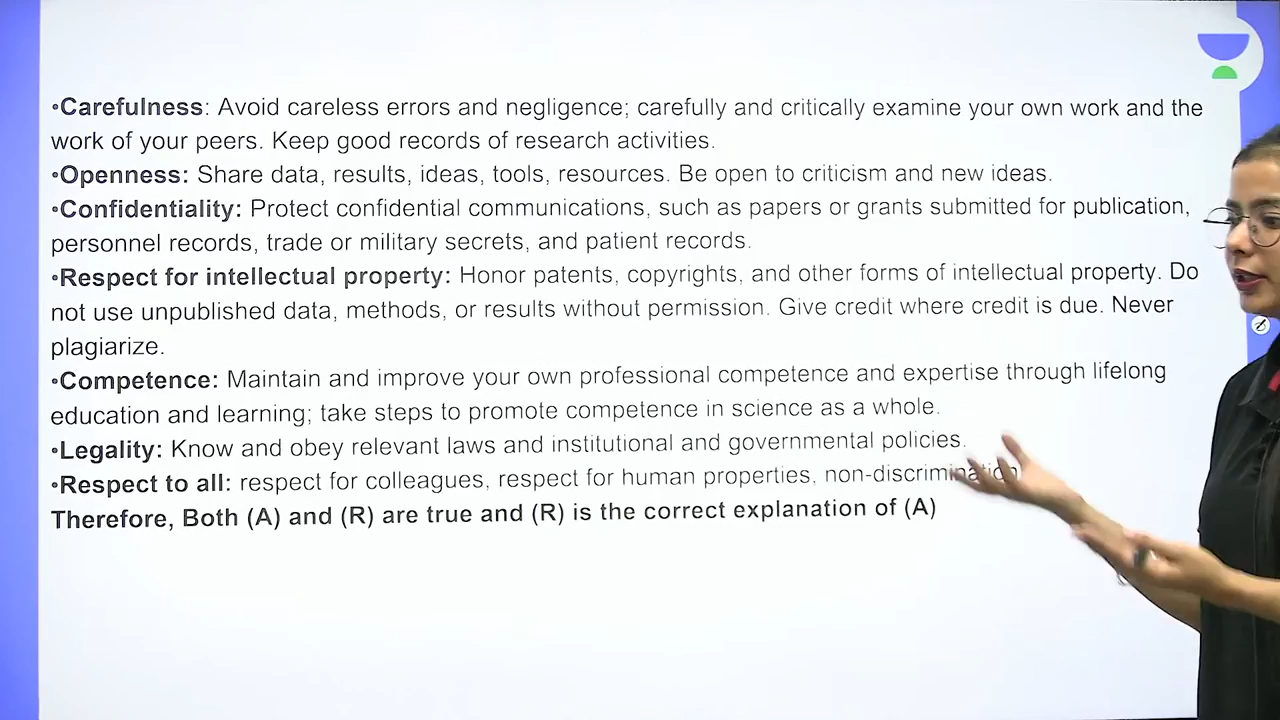 •Carefulness: Avoid careless errors and negligence; carefully and critically examine your own work and the
work of your peers. Keep good records of research activities.
•Openness: Share data, results, ideas, tools, resources. Be open to criticism and new ideas.
•Confidentiality: Protect confidential communications, such as papers or grants submitted for publication,
personnel records, trade or military secrets, and patient records.
•Respect for intellectual property: Honor patents, copyrights, and other forms of intellectual property. Do
not use unpublished data, methods, or results without permission. Give credit where credit is due. Never
plagiarize.
•Competence: Maintain and improve your own professional competence and expertise through lifelong
education and learning; take steps to promote competence in science as a whole.
•Legality: Know and obey relevant laws and institutional and governmental policies.
•Respect to all: respect for colleagues, respect for human properties, non-discrimination
Therefore, Both (A) and (R) are true and (R) is the correct explanation of (A)